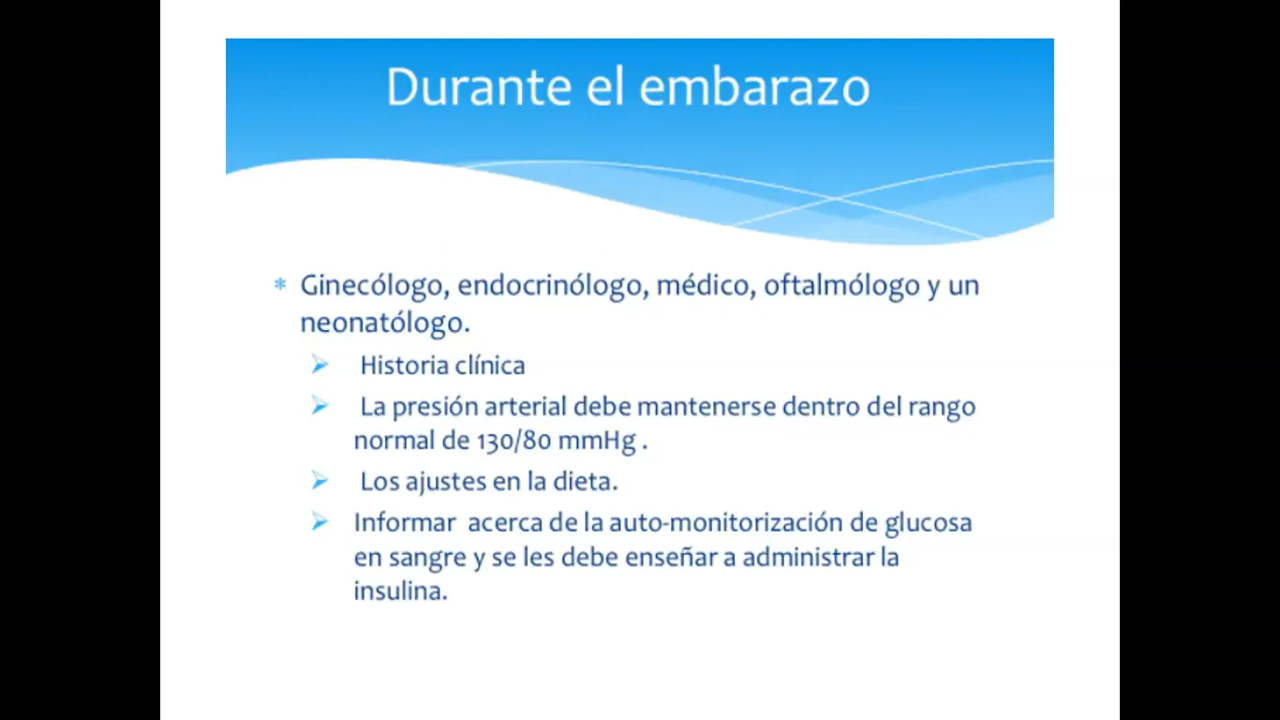 Durante el embarazo
* Ginecólogo, endocrinólogo, médico, oftalmólogo y un
neonatólogo.
➢ Historia clínica
➢ La presión arterial debe mantenerse dentro del rango
normal de 130/80 mmHg .
➢ Los ajustes en la dieta.
➢ Informar  acerca de la auto-monitorización de glucosa
en sangre y se les debe enseñar a administrar la
insulina.